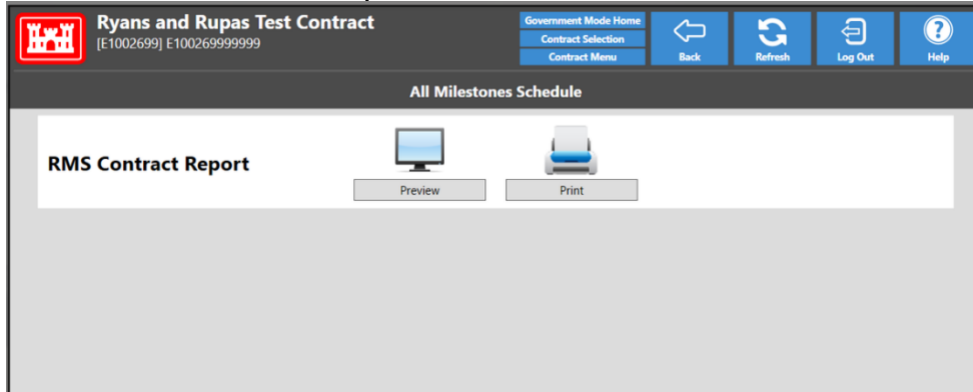 Ryans and Rupas Test Contract
[E1002699] E100269999999
Government Mode Home
Contract Selection
Contract Menu
Back
Refresh
Log Out
Help
All Milestones Schedule
RMS Contract Report
Preview
Print